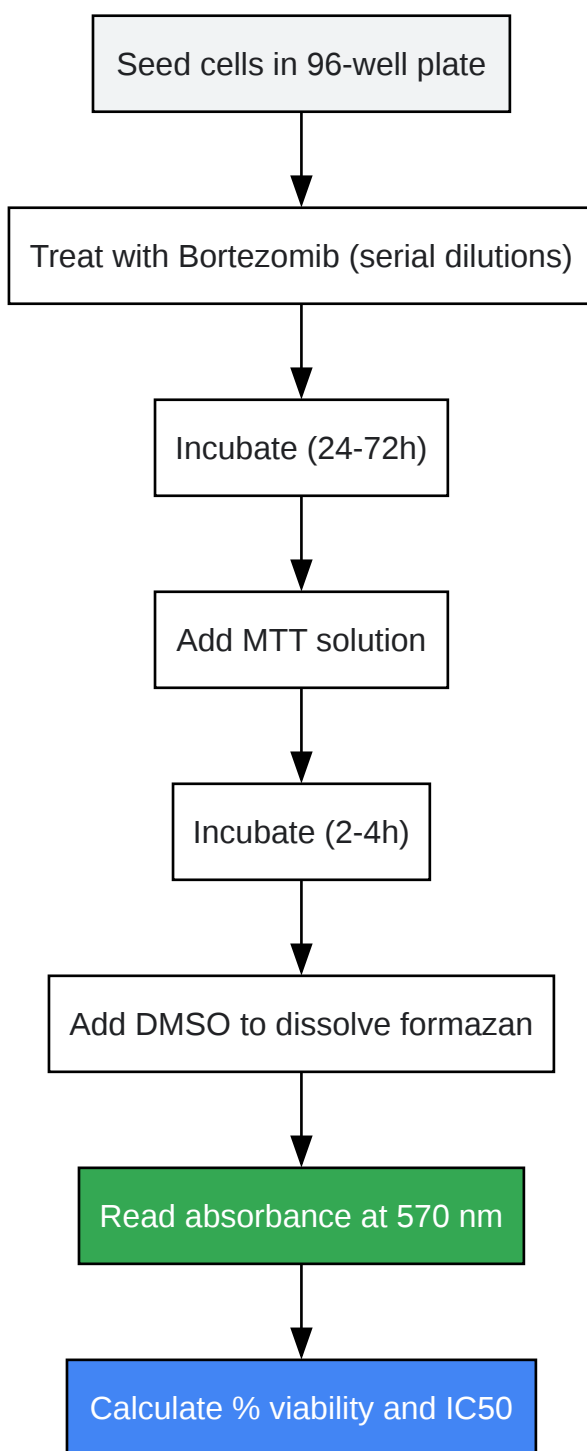 Seed cells in 96-well plate
Treat with Bortezomib (serial dilutions)
Incubate (24-72h)
Add MTT solution
Incubate (2-4h)
Add DMSO to dissolve formazan
Read absorbance at 570 nm
Calculate % viability and IC50